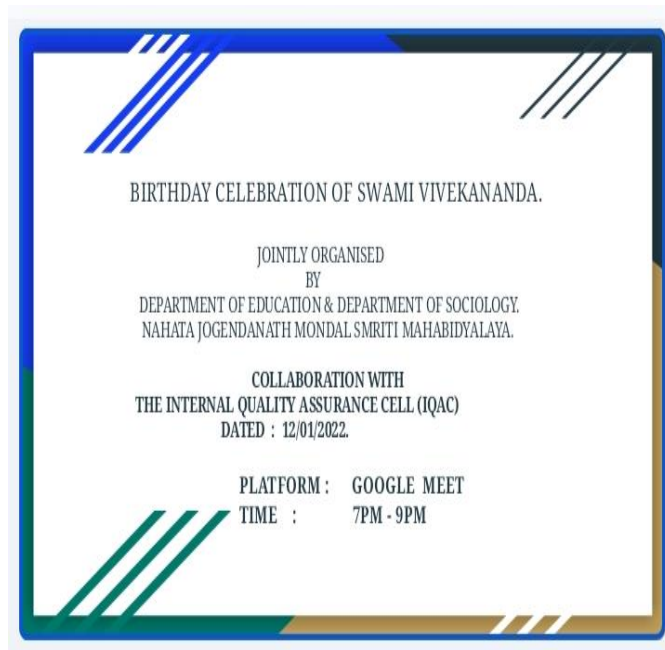 BIRTHDAY CELEBRATION OF SWAMI VIVEKANANDA.
JOINTLY ORGANISED
BY
DEPARTMENT OF EDUCATION & DEPARTMENT OF SOCIOLOGY.
NAHATA JOGENDANATH MONDAL SMRITI MAHABIDYALAYA.
COLLABORATION WITH
THE INTERNAL QUALITY ASSURANCE CELL (IQAC)
DATED : 12/01/2022.
PLATFORM : GOOGLE MEET
TIME : 7PM - 9PM